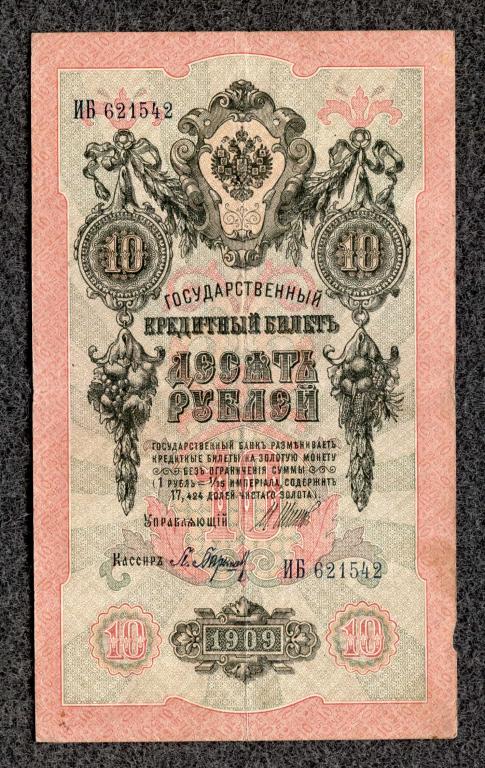 ИБ 621542
10 10
ГОСУДАРСТВЕННЫЙ
КРЕДИТНЫЙ БИЛЕТЪ
ДЕСЯТЬ
РУБЛЕЙ
ГОСУДАРСТВЕННЫЙ БАНКЪ РАЗМѢНИВАЕТЪ
КРЕДИТНЫЕ БИЛЕТЫ НА ЗОЛОТУЮ МОНЕТУ
БЕЗЪ ОГРАНИЧЕНІЯ СУММЫ
(1 РУБЛЬ = 1/15 ИМПЕРІАЛА, СОДЕРЖИТЪ
17,424 ДОЛЕЙ ЧИСТАГО ЗОЛОТА).
10
УПРАВЛЯЮЩІЙ
КАССИРЪ
ИБ 621542
10 1909 10